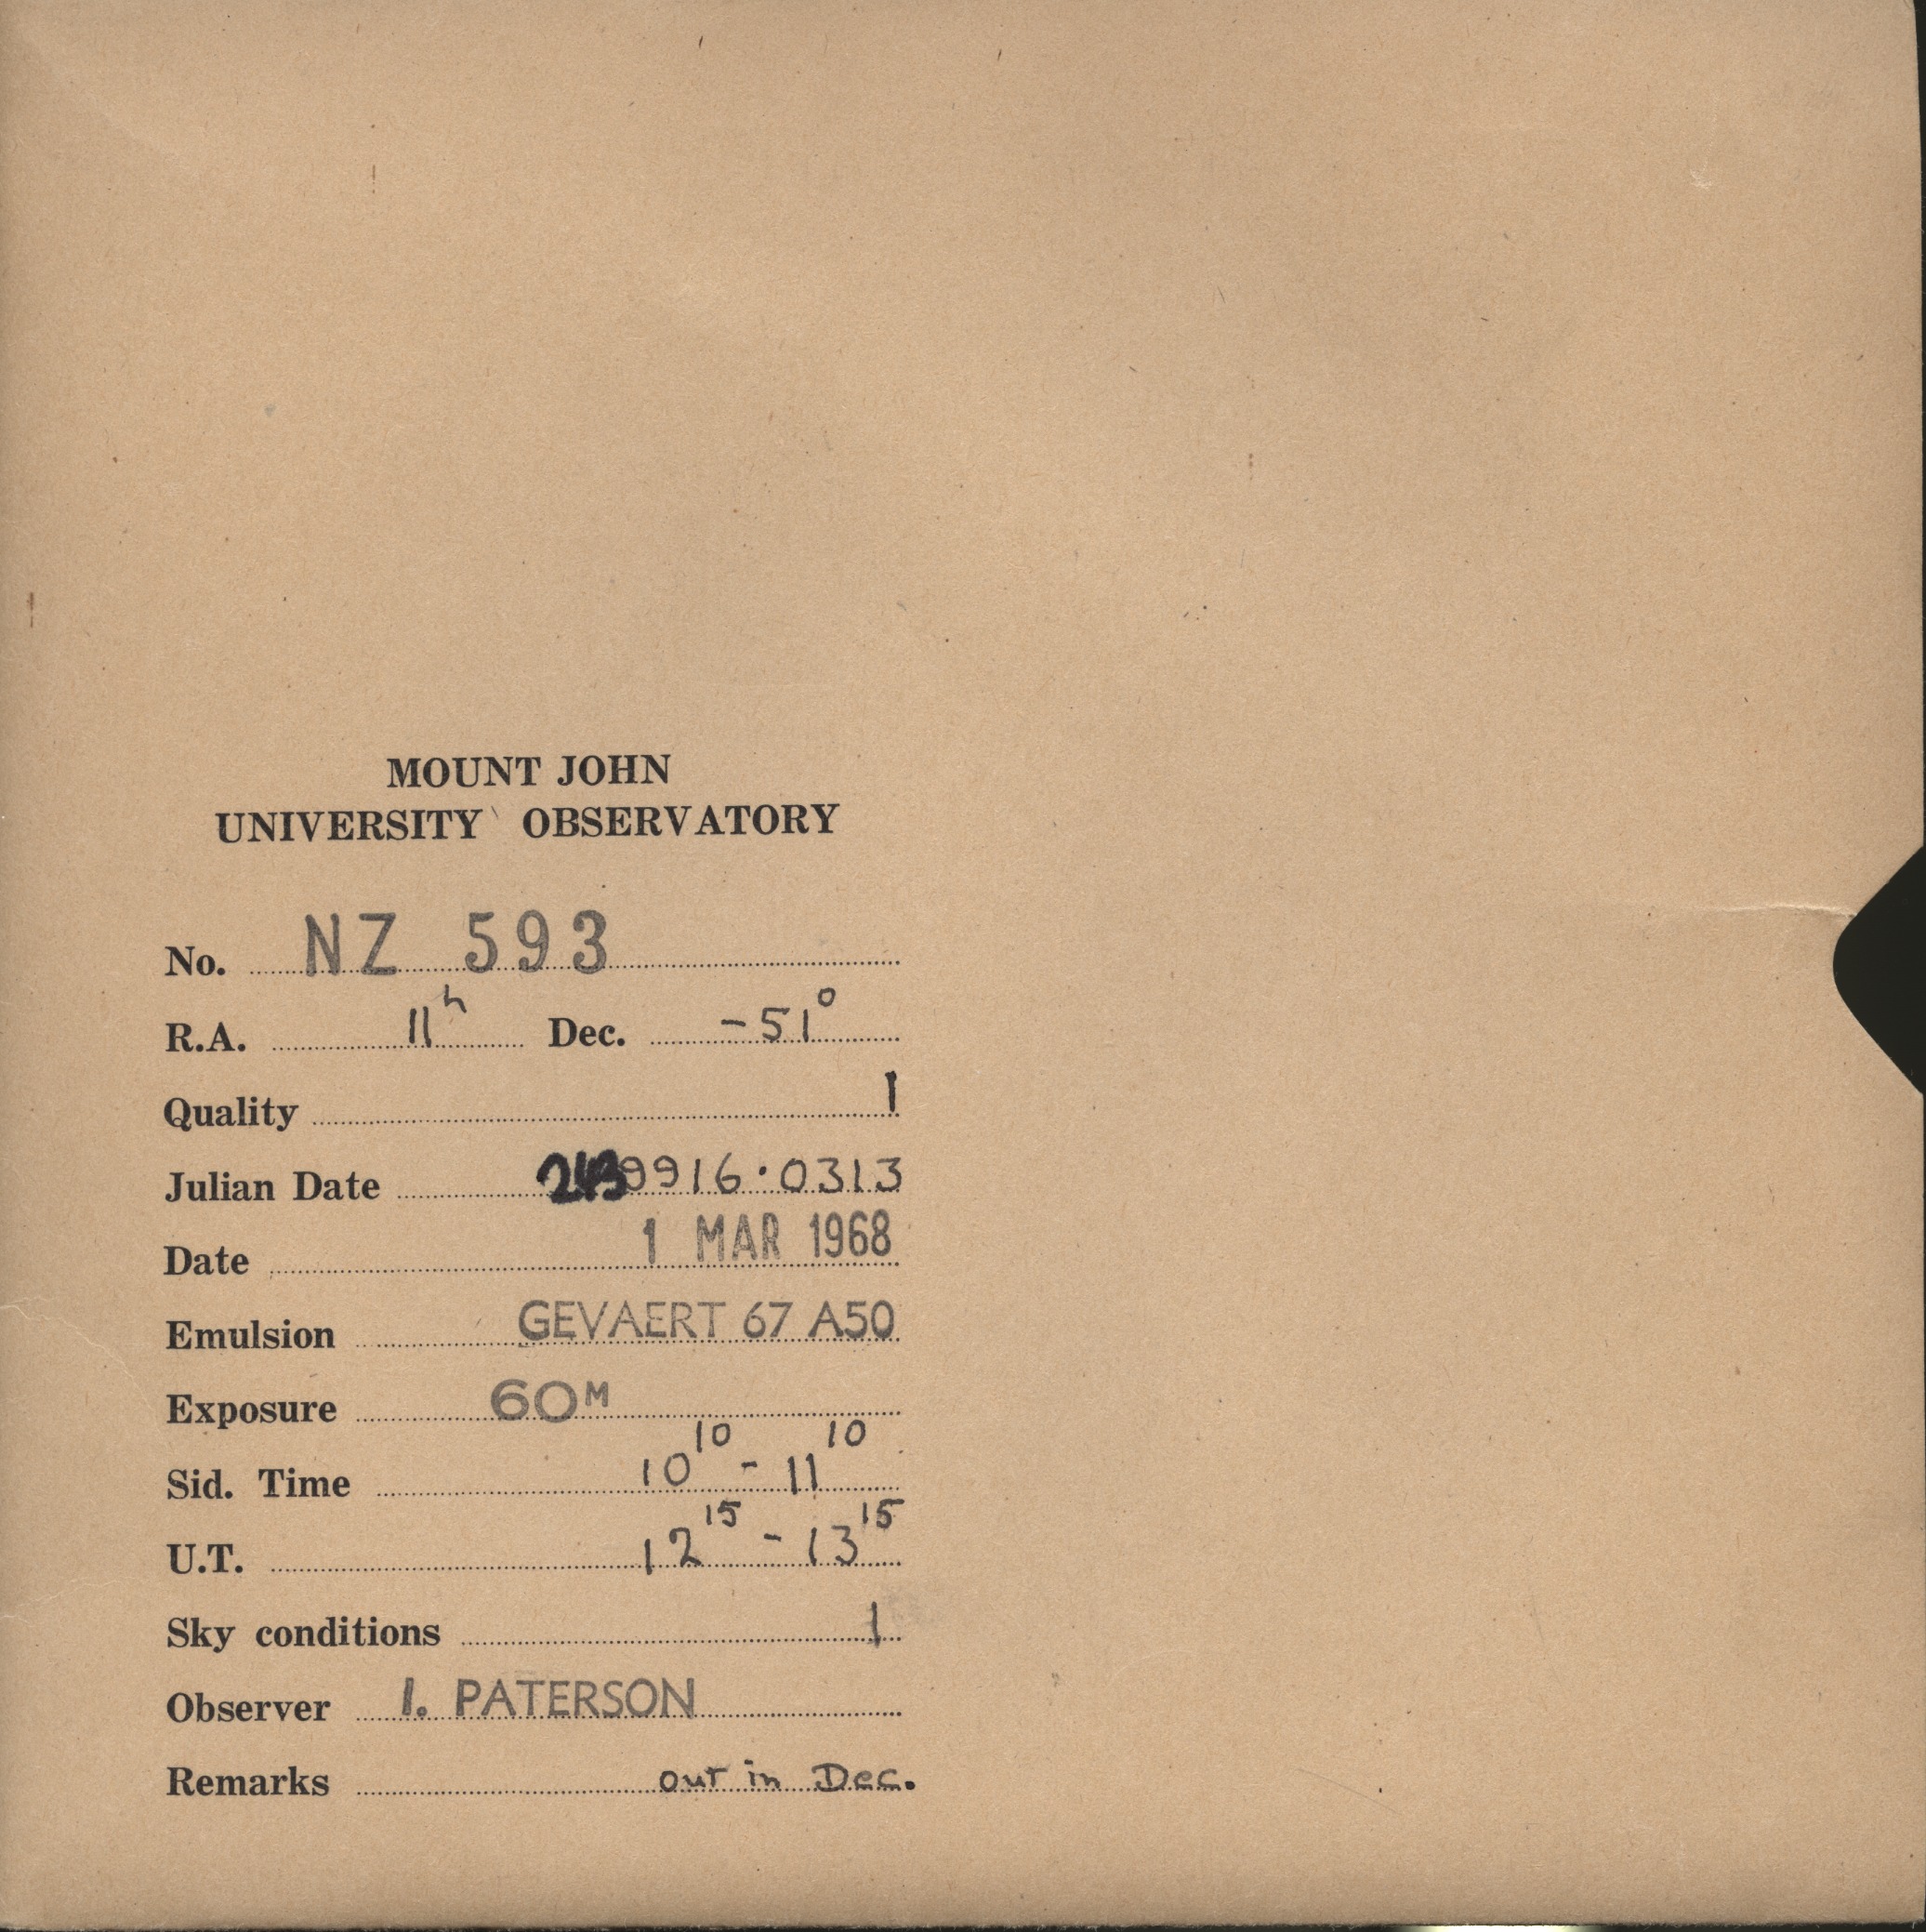 MOUNT JOHN
UNIVERSITY OBSERVATORY
No. NZ 593
R.A. 11h Dec. -51°
Quality 1
Julian Date 2439916.0313
Date 1 MAR 1968
Emulsion GEVAERT 67 A50
Exposure 60M
Sid. Time 10 10 - 11 10
U.T. 12 15 - 13 15
Sky conditions 1
Observer I. PATERSON
Remarks out in Dec.